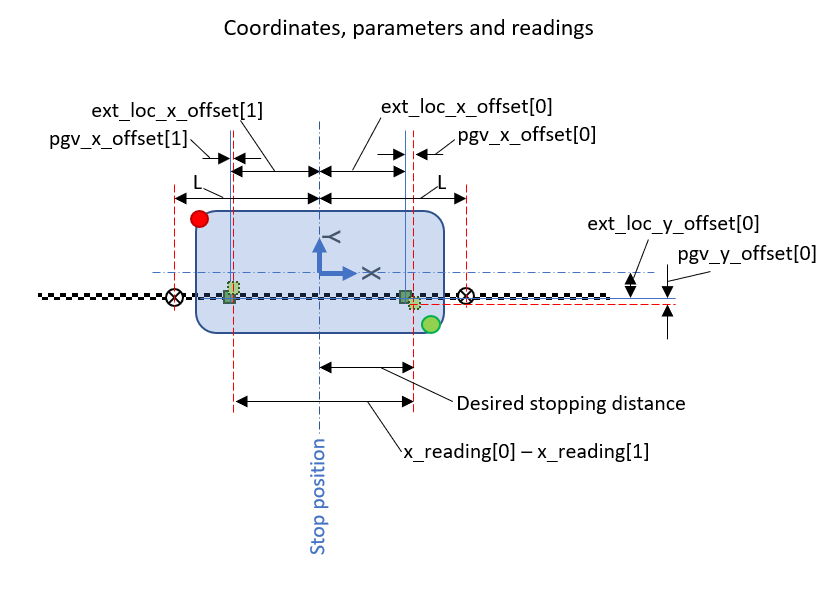 Coordinates, parameters and readings
ext_loc_x_offset[1]
ext_loc_x_offset[0]
pgv_x_offset[1]
pgv_x_offset[0]
L
L
ext_loc_y_offset[0]
pgv_y_offset[0]
Y
X
Desired stopping distance
x_reading[0] – x_reading[1]
Stop position